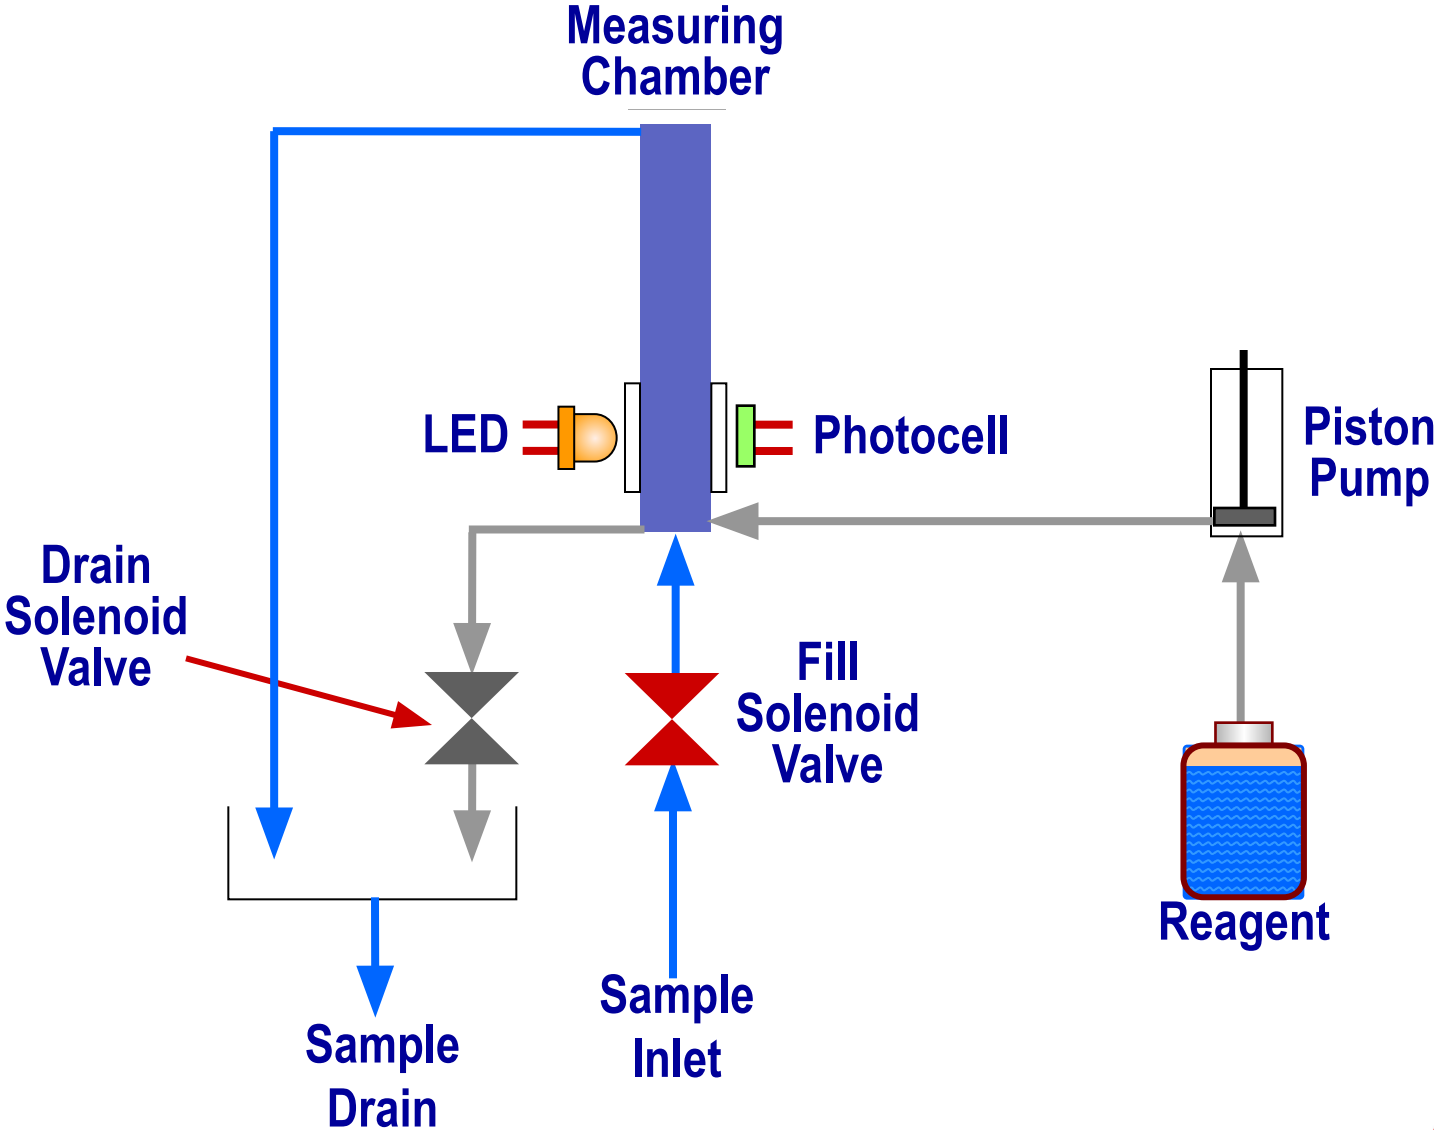 Measuring
Chamber
LED
Photocell
Piston
Pump
Drain
Solenoid
Valve
Fill
Solenoid
Valve
Reagent
Sample
Inlet
Sample
Drain